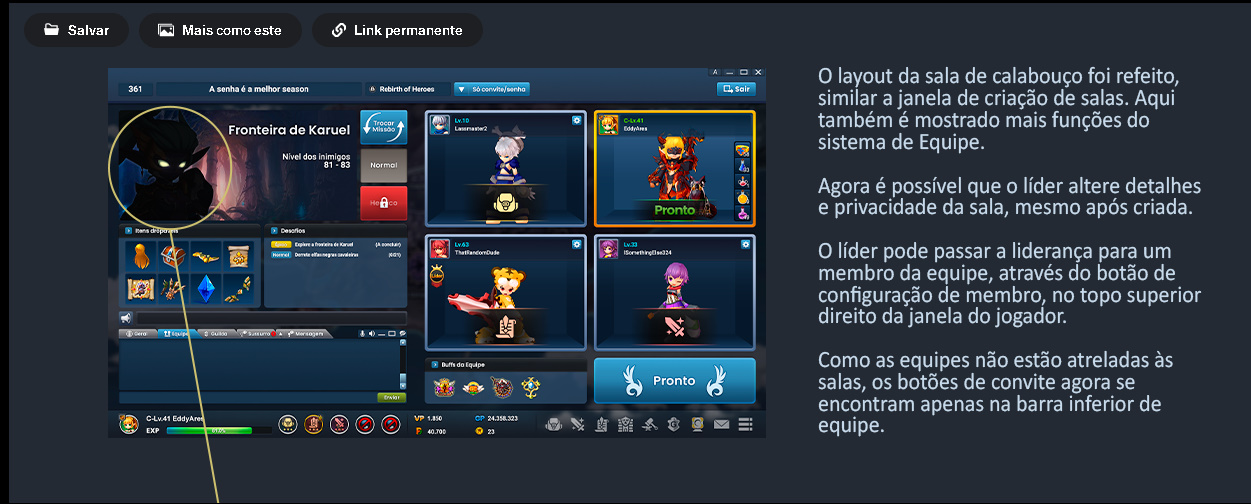 Salvar
Mais como este
Link permanente
361
A senha é a melhor season
Rebirth of Heroes
Só convite/senha
Sair
Fronteira de Karuel
Nível dos inimigos
81 - 83
Trocar
Missão
Normal
Itens dropáveis
Desafios
Explore a fronteira de Karuel
(A concluir)
Normal
Derrote elfas negras cavaleiras
(0/21)
Geral
Equipe
Guilda
Sussurro
Mensagem
Enviar
Lv.10
Lassmaster2
C-Lv.41
EddyAres
Pronto
Lv.63
ThatRandomDude
Líder
Lv.33
ISomethingElse324
Buffs da Equipe
Pronto
C-Lv.41 EddyAres
EXP
VP 1.850
GP 24.358.323
F 40.700
23
O layout da sala de calabouço foi refeito,
similar a janela de criação de salas. Aqui
também é mostrado mais funções do
sistema de Equipe.
Agora é possível que o líder altere detalhes
e privacidade da sala, mesmo após criada.
O líder pode passar a liderança para um
membro da equipe, através do botão de
configuração de membro, no topo superior
direito da janela do jogador.
Como as equipes não estão atreladas às
salas, os botões de convite agora se
encontram apenas na barra inferior de
equipe.